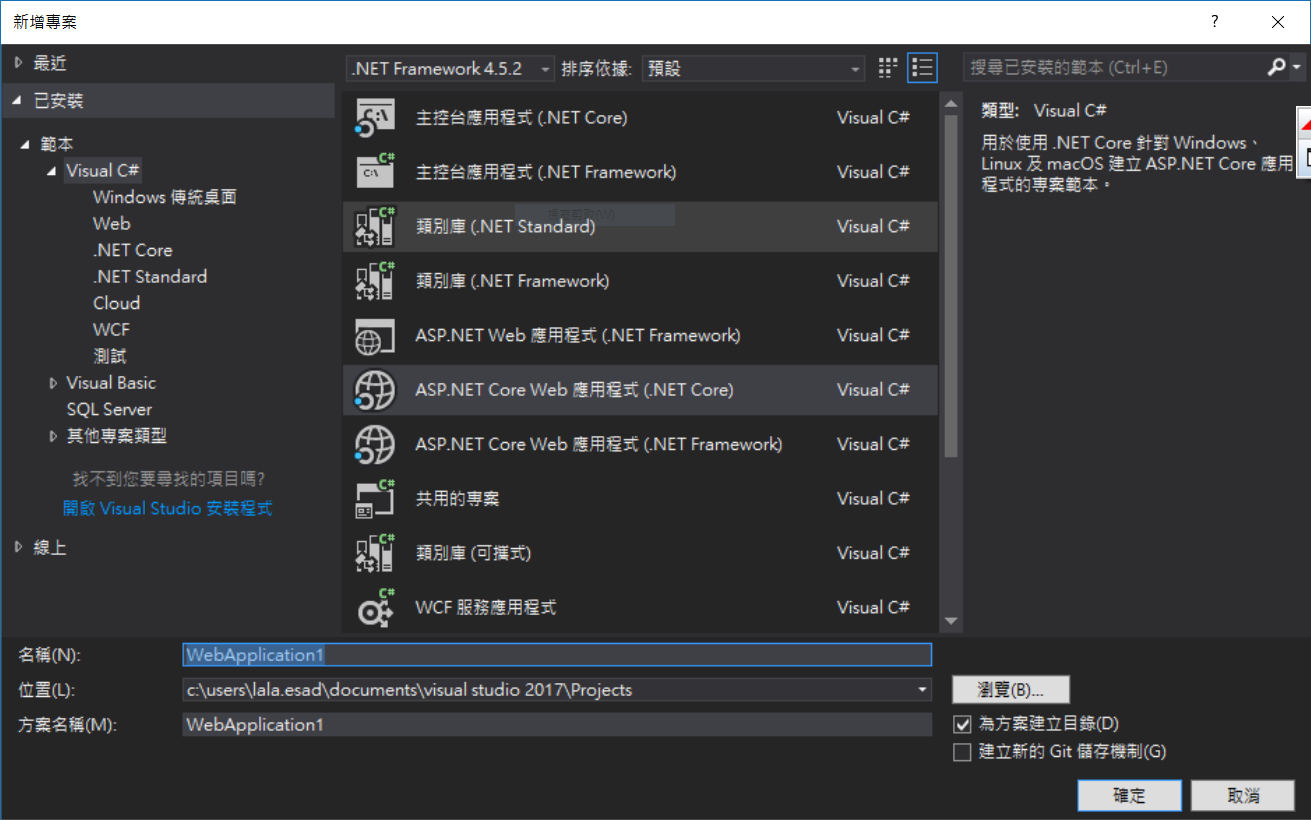 新增專案
?
最近
已安裝
範本
Visual C#
Windows 傳統桌面
Web
.NET Core
.NET Standard
Cloud
WCF
測試
Visual Basic
SQL Server
其他專案類型
找不到您要尋找的項目嗎?
開啟 Visual Studio 安裝程式
線上
.NET Framework 4.5.2 排序依據: 預設
主控台應用程式 (.NET Core) Visual C#
主控台應用程式 (.NET Framework) Visual C#
類別庫 (.NET Standard) Visual C#
類別庫 (.NET Framework) Visual C#
ASP.NET Web 應用程式 (.NET Framework) Visual C#
ASP.NET Core Web 應用程式 (.NET Core) Visual C#
ASP.NET Core Web 應用程式 (.NET Framework) Visual C#
共用的專案 Visual C#
類別庫 (可攜式) Visual C#
WCF 服務應用程式 Visual C#
搜尋已安裝的範本 (Ctrl+E)
類型: Visual C#
用於使用 .NET Core 針對 Windows、
Linux 及 macOS 建立 ASP.NET Core 應用
程式的專案範本。
名稱(N): WebApplication1
位置(L): c:\users\lala.esad\documents\visual studio 2017\Projects 瀏覽(B)...
方案名稱(M): WebApplication1
為方案建立目錄(D)
建立新的 Git 儲存機制(G)
確定 取消